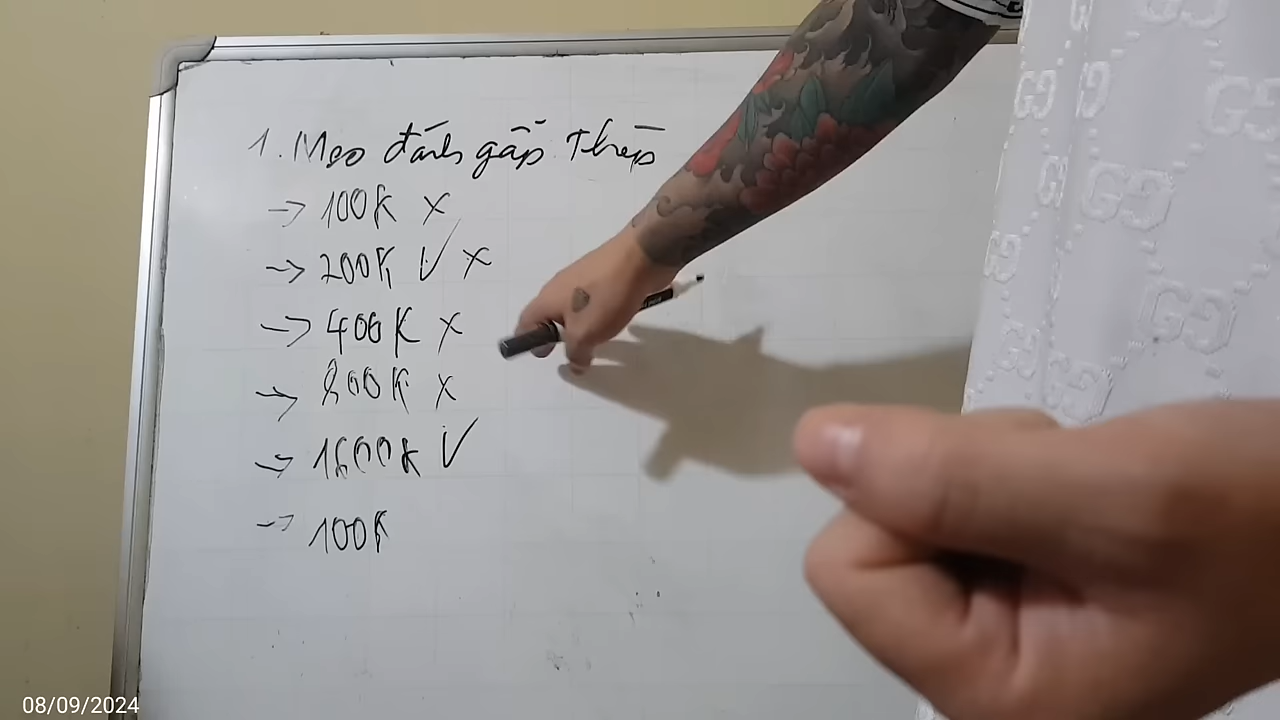 1. Mẹo đánh gấp Thếp
-> 100K x
-> 200K V x
-> 400K x
-> 800K x
-> 1600K V
-> 100K
08/09/2024